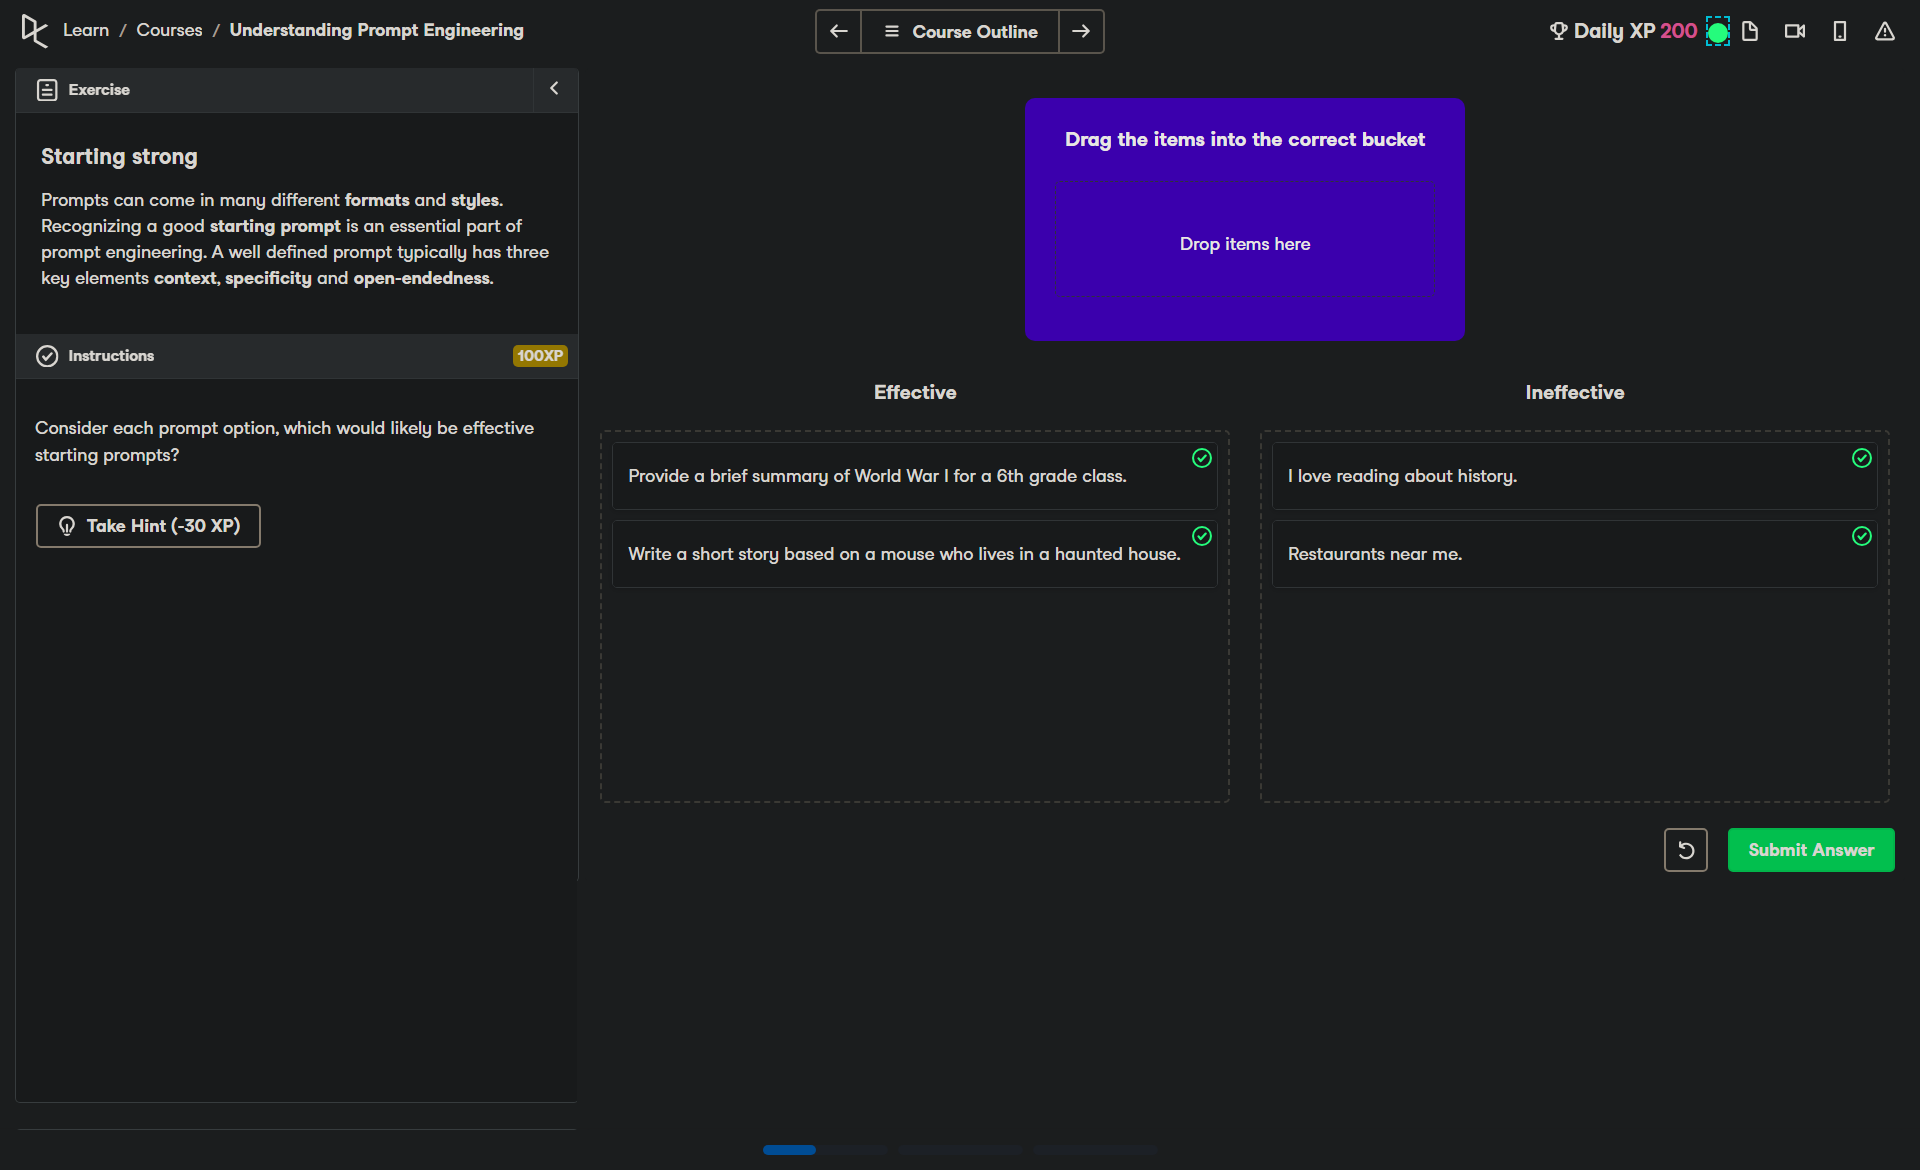 Learn / Courses / Understanding Prompt Engineering
Course Outline
Daily XP 200
Exercise
Starting strong
Prompts can come in many different formats and styles.
Recognizing a good starting prompt is an essential part of
prompt engineering. A well defined prompt typically has three
key elements context, specificity and open-endedness.
Instructions
100XP
Consider each prompt option, which would likely be effective
starting prompts?
Take Hint (-30 XP)
Drag the items into the correct bucket
Drop items here
Effective
Provide a brief summary of World War I for a 6th grade class.
Write a short story based on a mouse who lives in a haunted house.
Ineffective
I love reading about history.
Restaurants near me.
Submit Answer